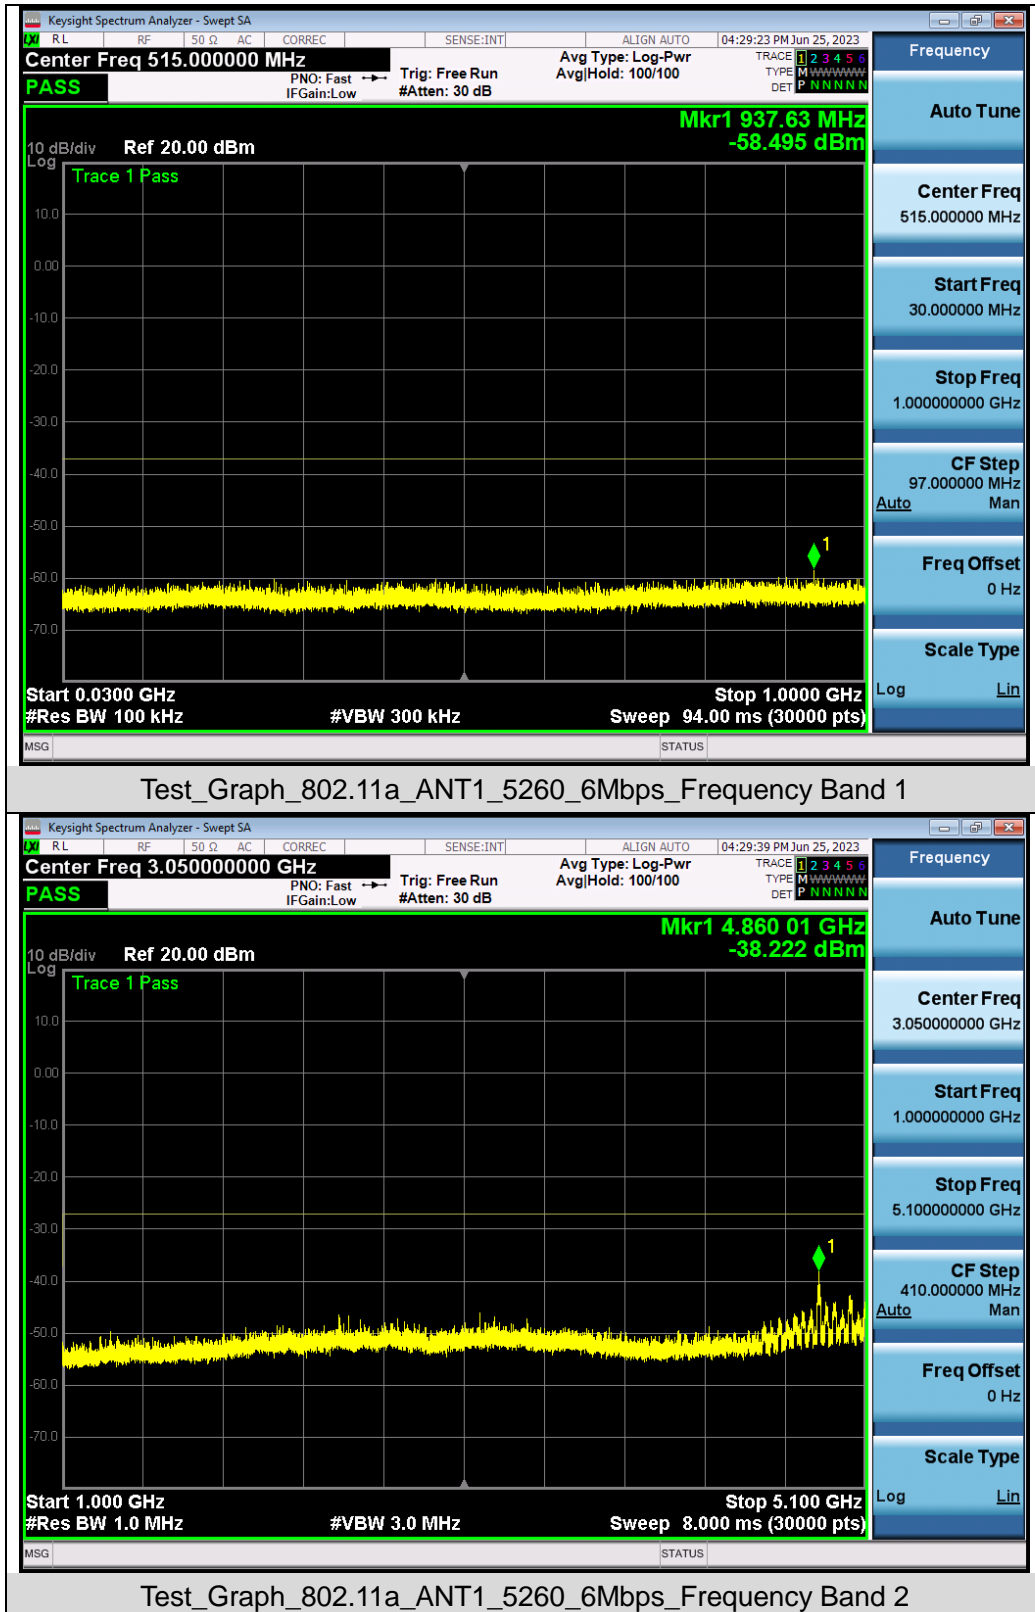 Keysight Spectrum Analyzer - Swept SA
LXI RL RF 50 Ω AC CORREC SENSE:INT ALIGN AUTO 04:29:23 PM Jun 25, 2023
Center Freq 515.000000 MHz
PASS
PNO: Fast
IFGain:Low
Trig: Free Run
#Atten: 30 dB
Avg Type: Log-Pwr
Avg|Hold: 100/100
TRACE 1 2 3 4 5 6
TYPE M WWWWW
DET P N N N N N
Mkr1 937.63 MHz
-58.495 dBm
10 dB/div Ref 20.00 dBm
Log
Trace 1 Pass
10.0
0.00
-10.0
-20.0
-30.0
-40.0
-50.0
-60.0
-70.0
1
Start 0.0300 GHz Stop 1.0000 GHz
#Res BW 100 kHz #VBW 300 kHz Sweep 94.00 ms (30000 pts)
MSG STATUS
Frequency
Auto Tune
Center Freq
515.000000 MHz
Start Freq
30.000000 MHz
Stop Freq
1.000000000 GHz
CF Step
97.000000 MHz
Auto Man
Freq Offset
0 Hz
Scale Type
Log Lin
Test_Graph_802.11a_ANT1_5260_6Mbps_Frequency Band 1
Keysight Spectrum Analyzer - Swept SA
LXI RL RF 50 Ω AC CORREC SENSE:INT ALIGN AUTO 04:29:39 PM Jun 25, 2023
Center Freq 3.050000000 GHz
PASS
PNO: Fast
IFGain:Low
Trig: Free Run
#Atten: 30 dB
Avg Type: Log-Pwr
Avg|Hold: 100/100
TRACE 1 2 3 4 5 6
TYPE M WWWWW
DET P N N N N N
Mkr1 4.860 01 GHz
-38.222 dBm
10 dB/div Ref 20.00 dBm
Log
Trace 1 Pass
10.0
0.00
-10.0
-20.0
-30.0
-40.0
-50.0
-60.0
-70.0
1
Start 1.000 GHz Stop 5.100 GHz
#Res BW 1.0 MHz #VBW 3.0 MHz Sweep 8.000 ms (30000 pts)
MSG STATUS
Frequency
Auto Tune
Center Freq
3.050000000 GHz
Start Freq
1.000000000 GHz
Stop Freq
5.100000000 GHz
CF Step
410.000000 MHz
Auto Man
Freq Offset
0 Hz
Scale Type
Log Lin
Test_Graph_802.11a_ANT1_5260_6Mbps_Frequency Band 2